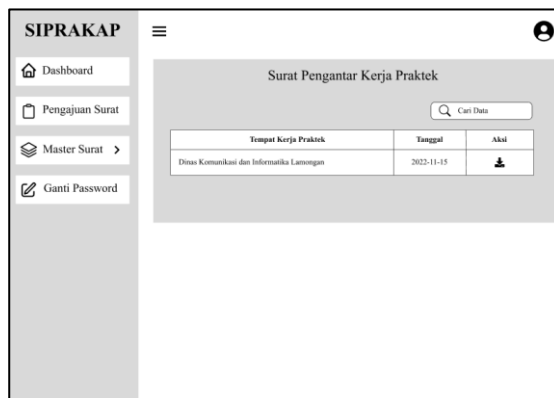 SIPRAKAP
Dashboard
Pengajuan Surat
Master Surat
Ganti Password
Surat Pengantar Kerja Praktek
Cari Data
Tempat Kerja Praktek Tanggal Aksi
Dinas Komunikasi dan Informatika Lamongan 2022-11-15